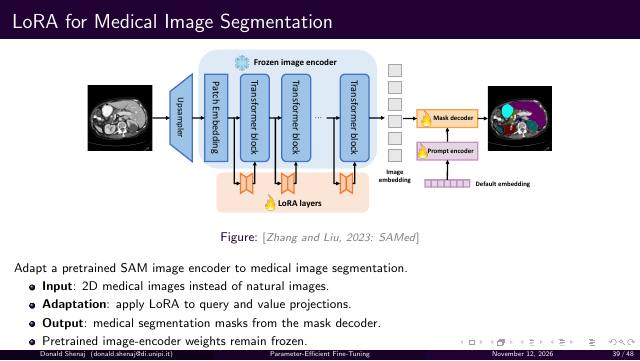 LoRA for Medical Image Segmentation
Frozen image encoder
Upsampler
Patch Embedding
Transformer block
Transformer block
...
Transformer block
Mask decoder
Prompt encoder
Image
embedding
Default embedding
LoRA layers
Figure: [Zhang and Liu, 2023: SAMed]
Adapt a pretrained SAM image encoder to medical image segmentation.
Input: 2D medical images instead of natural images.
Adaptation: apply LoRA to query and value projections.
Output: medical segmentation masks from the mask decoder.
Pretrained image-encoder weights remain frozen.
Donald Shenaj (donald.shenaj@di.unipi.it) Parameter-Efficient Fine-Tuning November 12, 2026 39 / 48